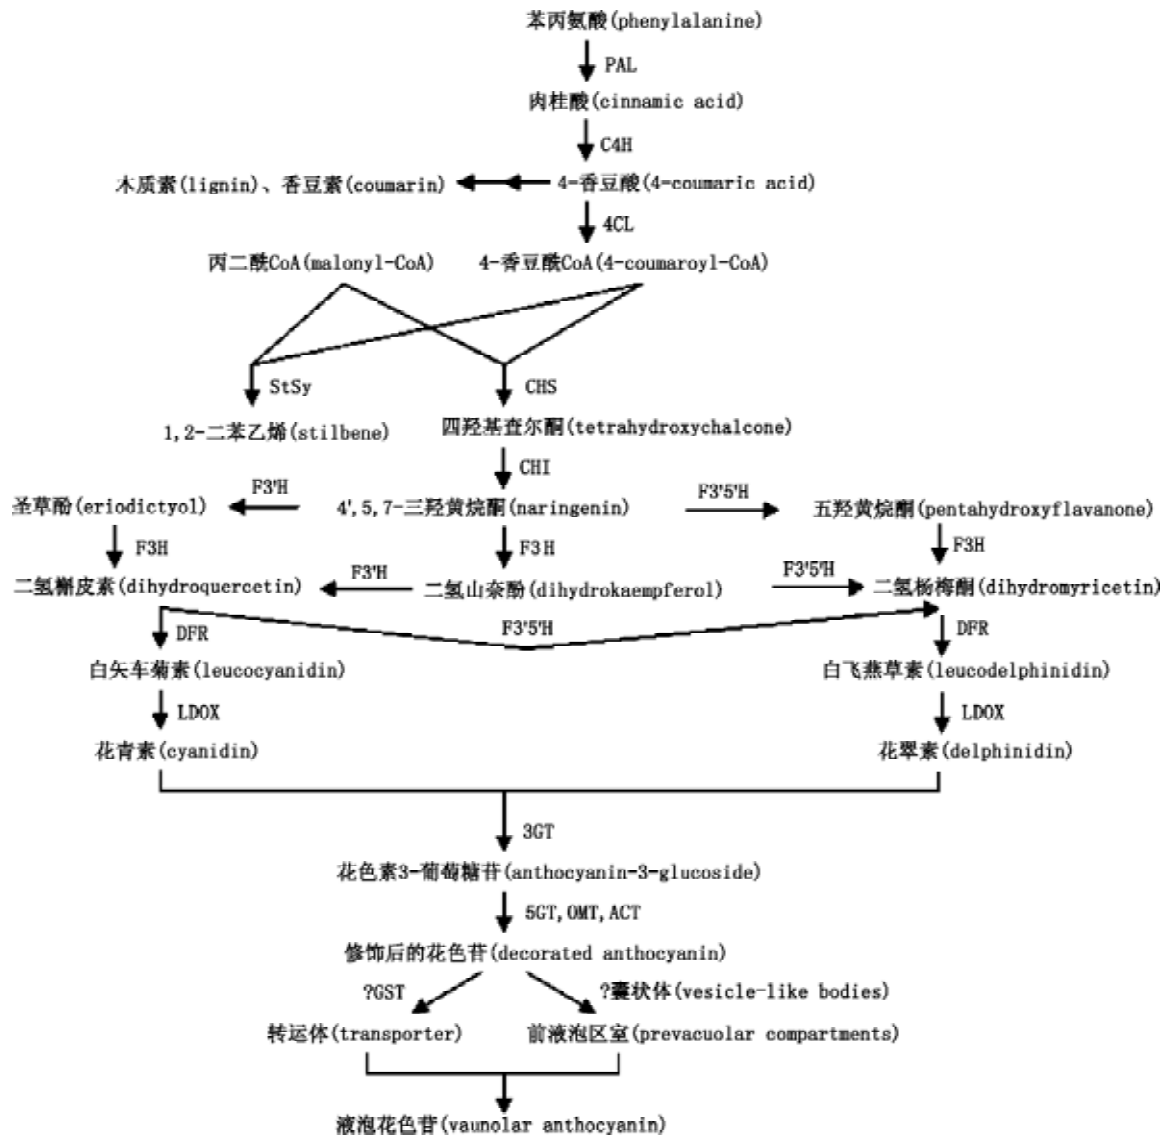 苯丙氨酸(phenylalanine)
PAL
肉桂酸(cinnamic acid)
C4H
木质素(lignin)、香豆素(coumarin)
4-香豆酸(4-coumaric acid)
4CL
丙二酰CoA(malonyl-CoA)
4-香豆酰CoA(4-coumaroyl-CoA)
StSy
CHS
1,2-二苯乙烯(stilbene)
四羟基查尔酮(tetrahydroxychalcone)
CHI
圣草酚(eriodictyol)
F3'H
4',5,7-三羟黄烷酮(naringenin)
F3'5'H
五羟黄烷酮(pentahydroxyflavanone)
F3H
F3H
F3H
二氢槲皮素(dihydroquercetin)
F3'H
二氢山奈酚(dihydrokaempferol)
F3'5'H
二氢杨梅酮(dihydromyricetin)
DFR
F3'5'H
DFR
白矢车菊素(leucocyanidin)
白飞燕草素(leucodelphinidin)
LDOX
LDOX
花青素(cyanidin)
花翠素(delphinidin)
3GT
花色素3-葡萄糖苷(anthocyanin-3-glucoside)
5GT,OMT,ACT
修饰后的花色苷(decorated anthocyanin)
?GST
?囊状体(vesicle-like bodies)
转运体(transporter)
前液泡区室(prevacuolar compartments)
液泡花色苷(vaunolar anthocyanin)